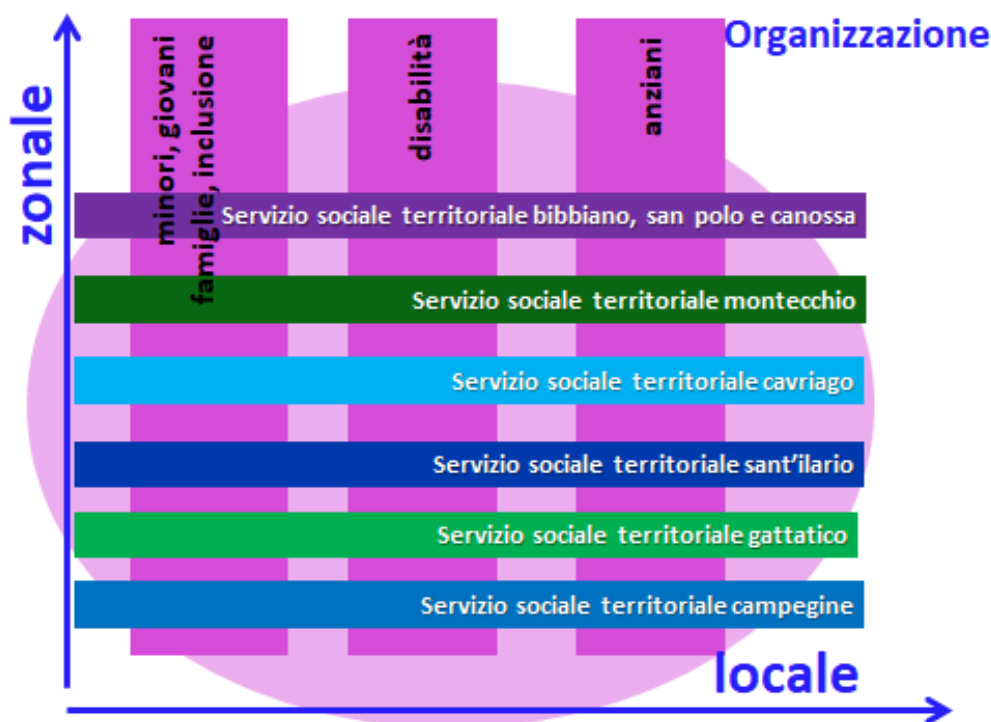 Organizzazione
zonale
minori, giovani
famiglie, inclusione
disabilità
anziani
Servizio sociale territoriale bibbiano, san polo e canossa
Servizio sociale territoriale montecchio
Servizio sociale territoriale cavriago
Servizio sociale territoriale sant’ilario
Servizio sociale territoriale gattatico
Servizio sociale territoriale campegine
locale